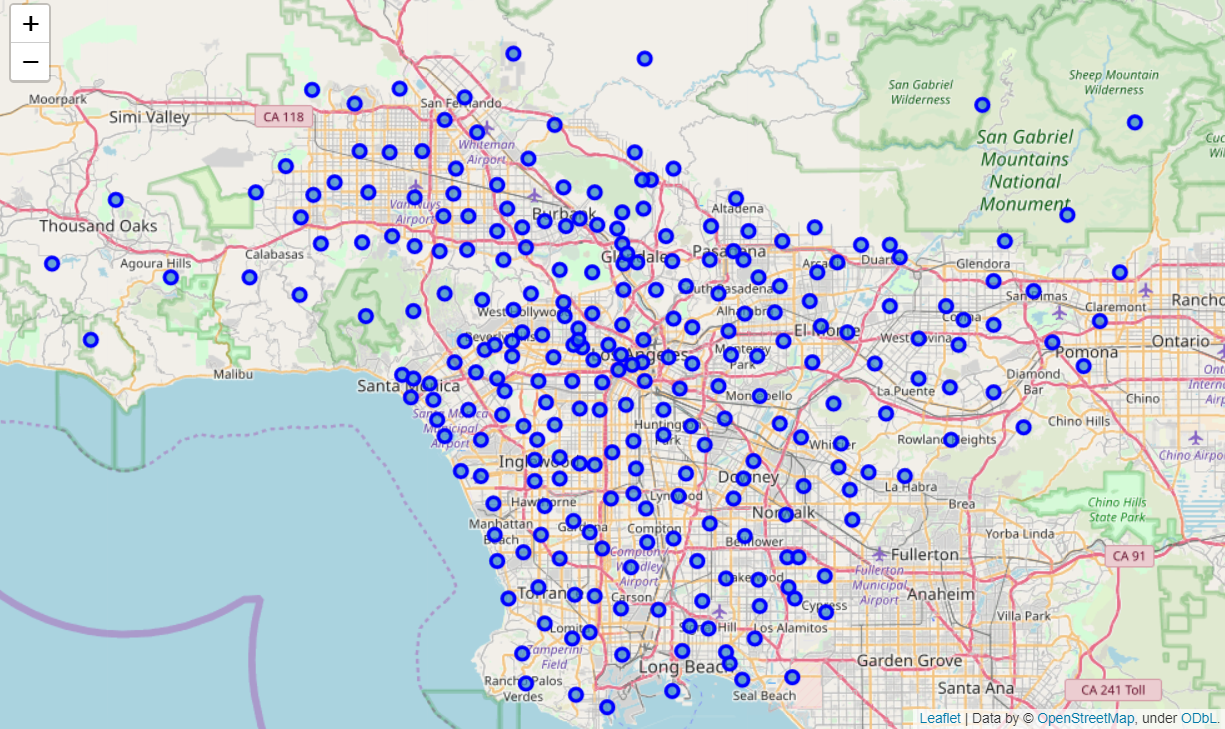 +
−
Moorpark
Simi Valley
CA 118
San Fernando
San Gabriel
Wilderness
Sheep Mountain
Wilderness
Whiteman
Airport
San Gabriel
Mountains
National
Monument
Van Nuys
Airport
Burbank
Altadena
Thousand Oaks
Agoura Hills
Calabasas
Glendale
Pasadena
Duarte
Glendora
San Dimas
Claremont
Rancho
South Pasadena
West Hollywood
Alhambra
El Monte
West Covina
Covina
Ontario
Beverly Hills
Los Angeles
Monterey
Park
Pomona
Malibu
Santa Monica
Diamond
Bar
La Puente
Chino
Montebello
Santa Monica
Municipal
Airport
Huntington
Park
Whittier
Rowland Heights
Chino Hills
Chino Airport
Inglewood
Downey
La Habra
Brea
Hawthorne
Lynwood
Norwalk
Chino Hills
State Park
Manhattan
Beach
Gardena
Compton
Bellflower
Yorba Linda
Compton/
Woodley
Airport
Fullerton
CA 91
Fullerton
Municipal
Airport
Lakewood
Torrance
Carson
Cypress
Anaheim
Villa Park
Lomita
Signal Hill
Los Alamitos
Zamperini
Field
Long Beach
Garden Grove
Rancho Palos
Verdes
Seal Beach
Santa Ana
CA 241 Toll
Leaflet | Data by © OpenStreetMap, under ODbL.